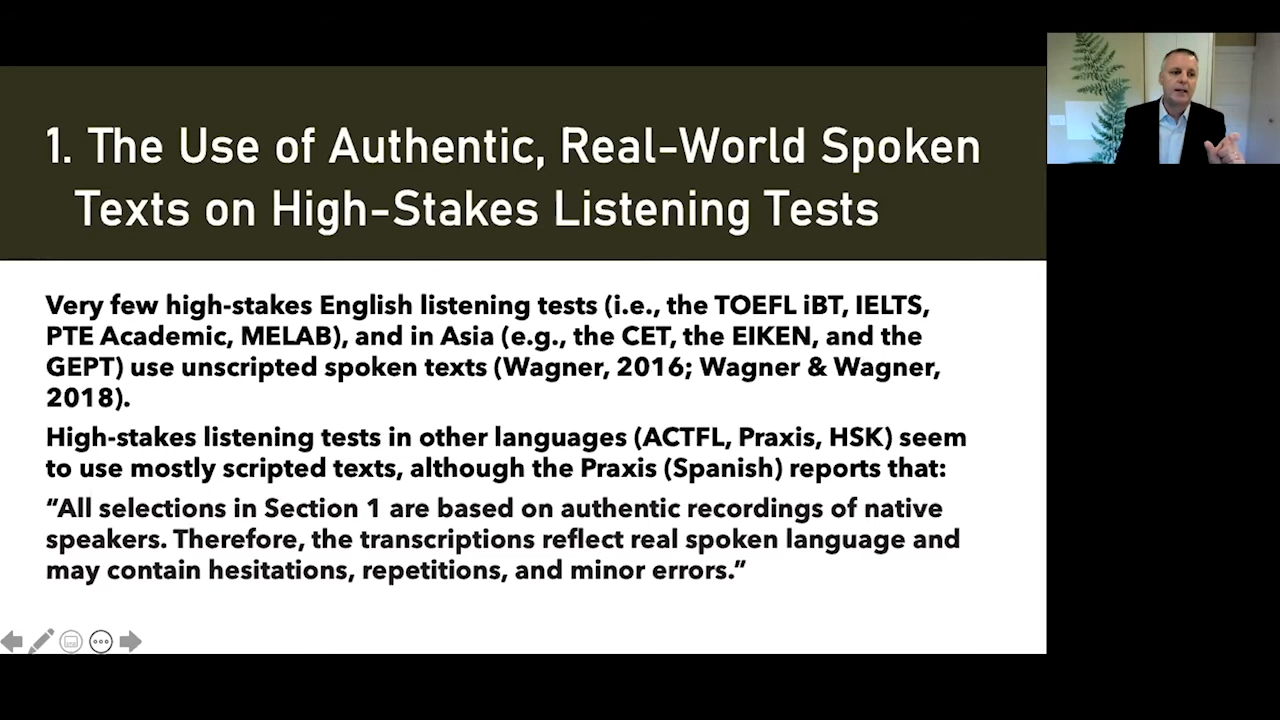 1. The Use of Authentic, Real-World Spoken
Texts on High-Stakes Listening Tests
Very few high-stakes English listening tests (i.e., the TOEFL iBT, IELTS,
PTE Academic, MELAB), and in Asia (e.g., the CET, the EIKEN, and the
GEPT) use unscripted spoken texts (Wagner, 2016; Wagner & Wagner,
2018).
High-stakes listening tests in other languages (ACTFL, Praxis, HSK) seem
to use mostly scripted texts, although the Praxis (Spanish) reports that:
“All selections in Section 1 are based on authentic recordings of native
speakers. Therefore, the transcriptions reflect real spoken language and
may contain hesitations, repetitions, and minor errors.”